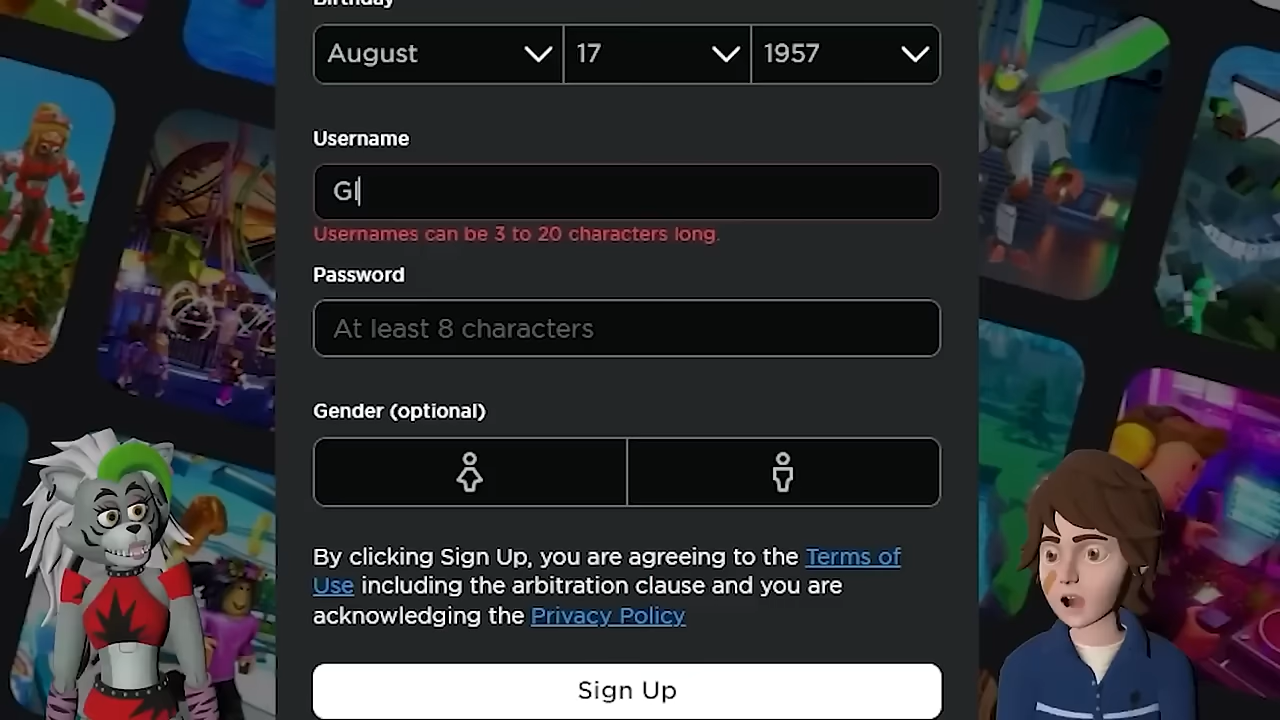 Birthday
August 17 1957
Username
Gl
Usernames can be 3 to 20 characters long.
Password
At least 8 characters
Gender (optional)
By clicking Sign Up, you are agreeing to the Terms of
Use including the arbitration clause and you are
acknowledging the Privacy Policy
Sign Up